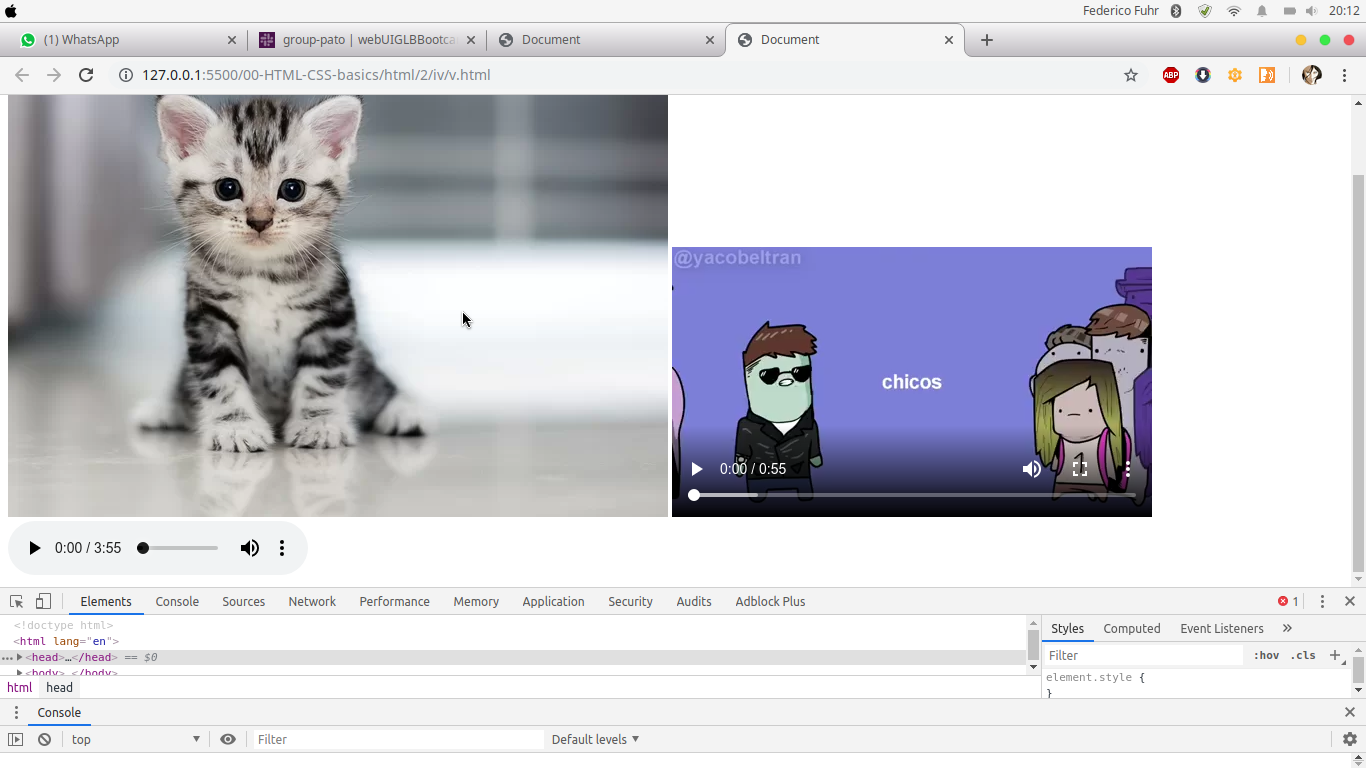 Federico Fuhr 20:12
(1) WhatsApp
group-pato | webUIGLBBootca
Document
Document
127.0.0.1:5500/00-HTML-CSS-basics/html/2/iv/v.html
ABP
@yacobeltran
chicos
0:00 / 0:55
0:00 / 3:55
Elements Console Sources Network Performance Memory Application Security Audits Adblock Plus 1
<!doctype html>
<html lang="en">
<head>…</head> == $0
<body> </body>
html head
Styles Computed Event Listeners »
Filter :hov .cls +
element.style {
}
Console
top Filter Default levels